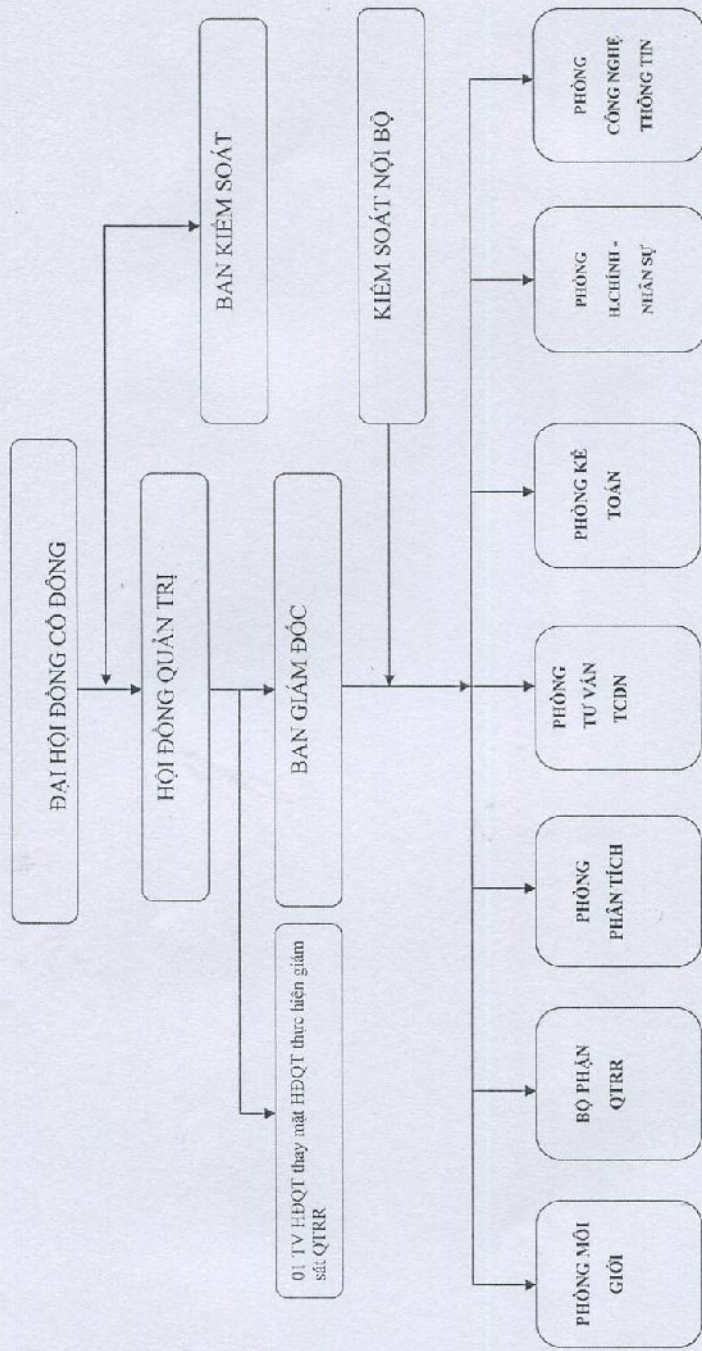 ĐẠI HỘI ĐỒNG CỔ ĐÔNG
HỘI ĐỒNG QUẢN TRỊ
BAN KIỂM SOÁT
01 TV HĐQT thay mặt HĐQT thực hiện giám
sát QTRR
BAN GIÁM ĐỐC
KIỂM SOÁT NỘI BỘ
PHÒNG MÔI
GIỚI
BỘ PHẬN
QTRR
PHÒNG
PHÂN TÍCH
PHÒNG
TƯ VẤN
TCDN
PHÒNG KẾ
TOÁN
PHÒNG
H.CHÍNH -
NHÂN SỰ
PHÒNG
CÔNG NGHỆ
THÔNG TIN